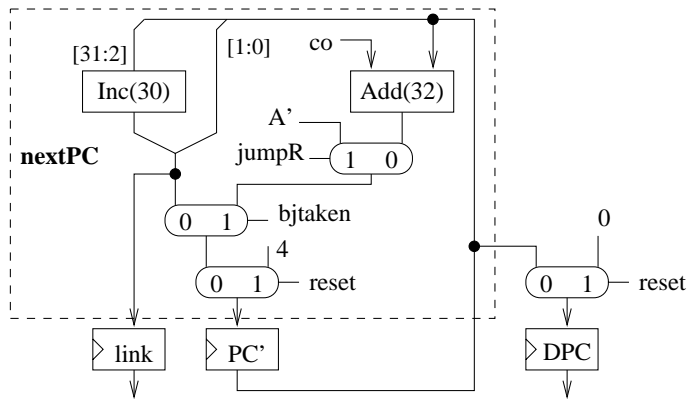 [31:2]
[1:0]
co
Inc(30)
Add(32)
A’
nextPC
jumpR
1 0
0 1
bjtaken
4
0
0 1
reset
0 1
reset
link
PC’
DPC